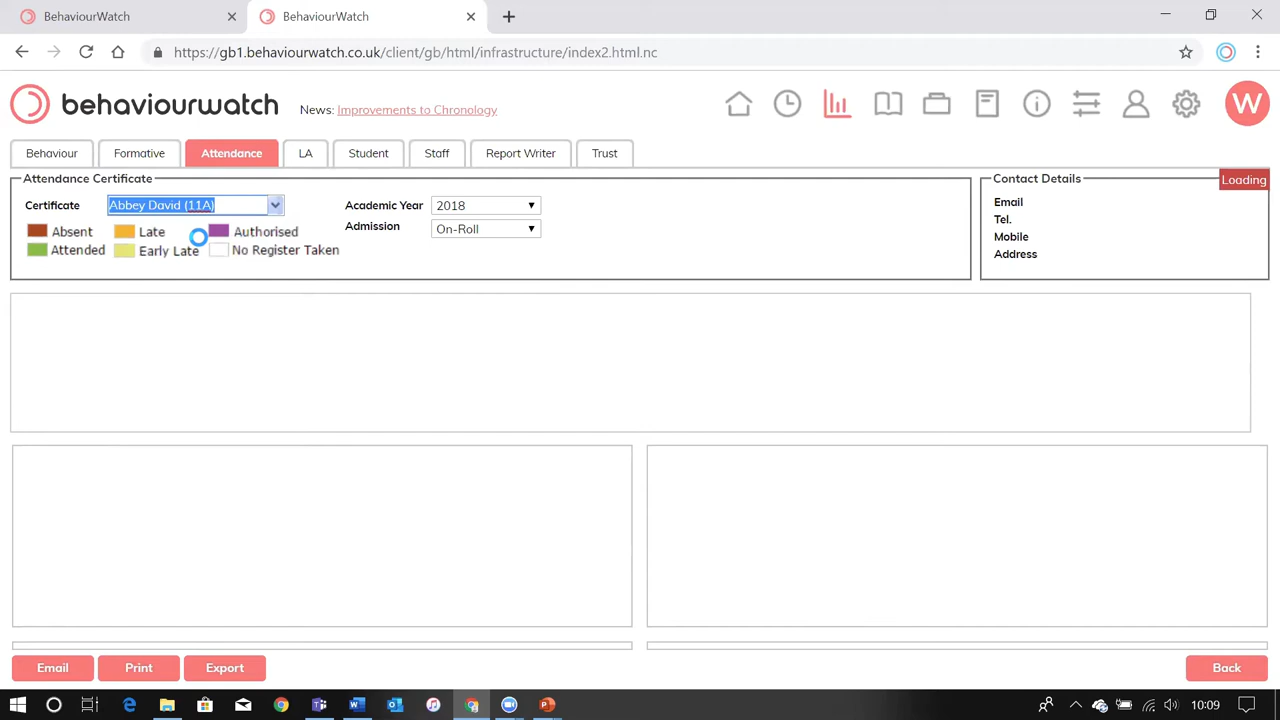 BehaviourWatch
BehaviourWatch
https://gb1.behaviourwatch.co.uk/client/gb/html/infrastructure/index2.html.nc
behaviourwatch
News: Improvements to Chronology
W
Behaviour
Formative
Attendance
LA
Student
Staff
Report Writer
Trust
Attendance Certificate
Certificate
Abbey David (11A)
Academic Year
2018
Admission
On-Roll
Absent
Late
Authorised
Attended
Early Late
No Register Taken
Contact Details
Loading
Email
Tel.
Mobile
Address
Email
Print
Export
Back
10:09